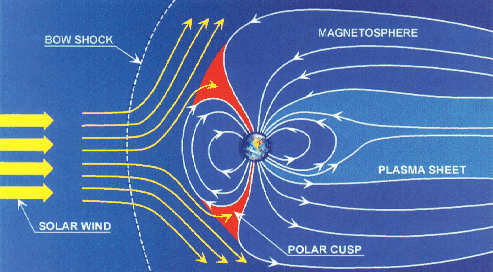 BOW SHOCK
MAGNETOSPHERE
PLASMA SHEET
SOLAR WIND
POLAR CUSP